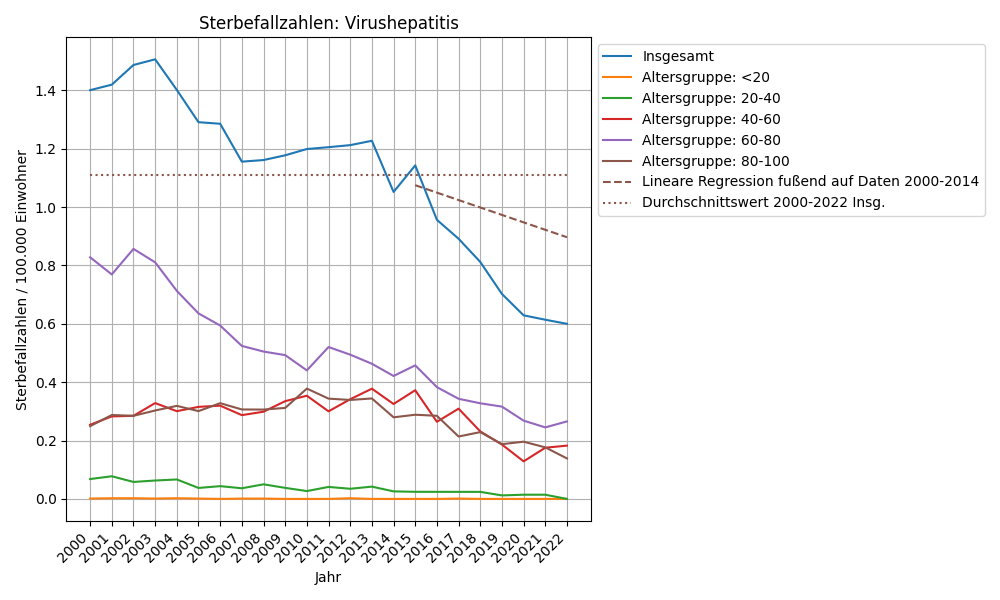 Sterbefallzahlen: Virushepatitis
Sterbefallzahlen / 100.000 Einwohner
1.4
1.2
1.0
0.8
0.6
0.4
0.2
0.0
2000
2001
2002
2003
2004
2005
2006
2007
2008
2009
2010
2011
2012
2013
2014
2015
2016
2017
2018
2019
2020
2021
2022
Jahr
Insgesamt
Altersgruppe: <20
Altersgruppe: 20-40
Altersgruppe: 40-60
Altersgruppe: 60-80
Altersgruppe: 80-100
Lineare Regression fußend auf Daten 2000-2014
Durchschnittswert 2000-2022 Insg.